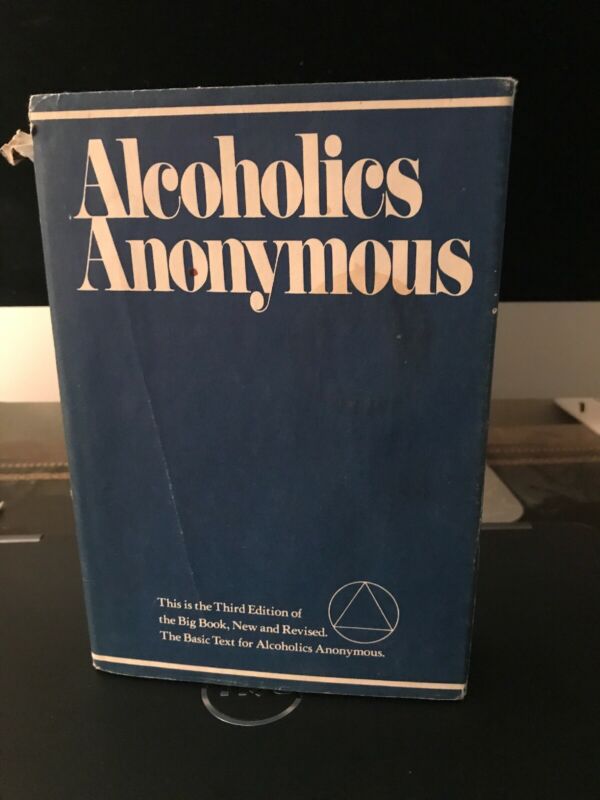 Alcoholics
Anonymous
This is the Third Edition of
the Big Book, New and Revised.
The Basic Text for Alcoholics Anonymous.